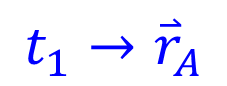 t₁ → r⃗_A